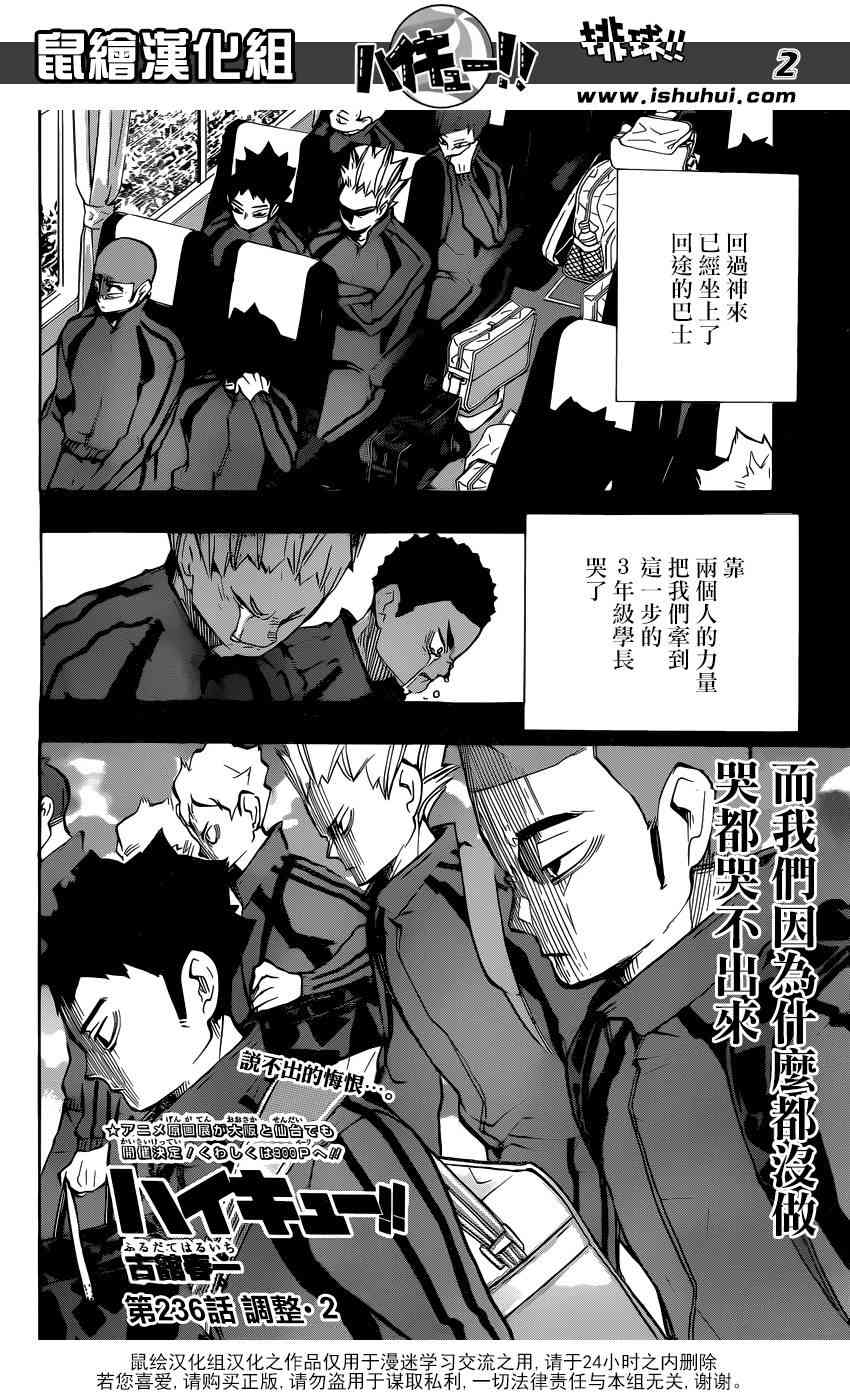 鼠繪漢化組
ハイキュー!!
排球!!
2
www.ishuhui.com
回過神來
已經坐上了
回途的巴士
靠
兩個人的力量
把我們牽到
這一步的
3年級學長
哭了
而我們因為什麼都沒做
哭都哭不出來
說不出的悔恨…。
☆アニメ原画展が大阪と仙台でも
開催決定!くわしくは300Pへ!!
ハイキュー!!
ふるだてはるいち
古舘春一
第236話 調整・2
鼠绘汉化组汉化之作品仅用于漫迷学习交流之用, 请于24小时之内删除
若您喜爱, 请购买正版, 请勿用于谋取私利, 一切法律责任与本组无关, 谢谢。